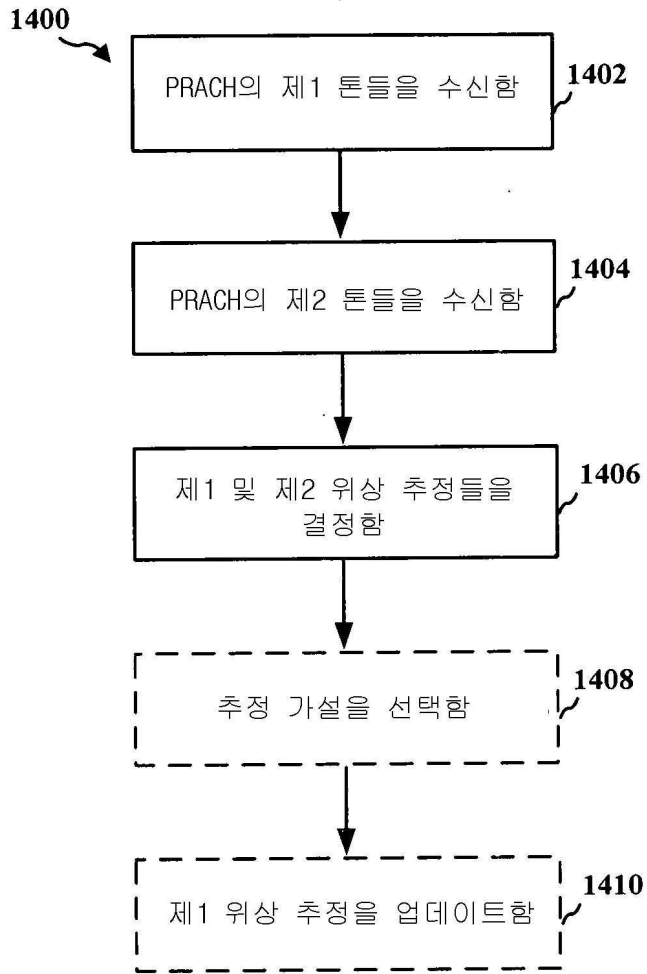 1400
PRACH의 제1 톤들을 수신함
1402
PRACH의 제2 톤들을 수신함
1404
제1 및 제2 위상 추정들을
결정함
1406
추정 가설을 선택함
1408
제1 위상 추정을 업데이트함
1410